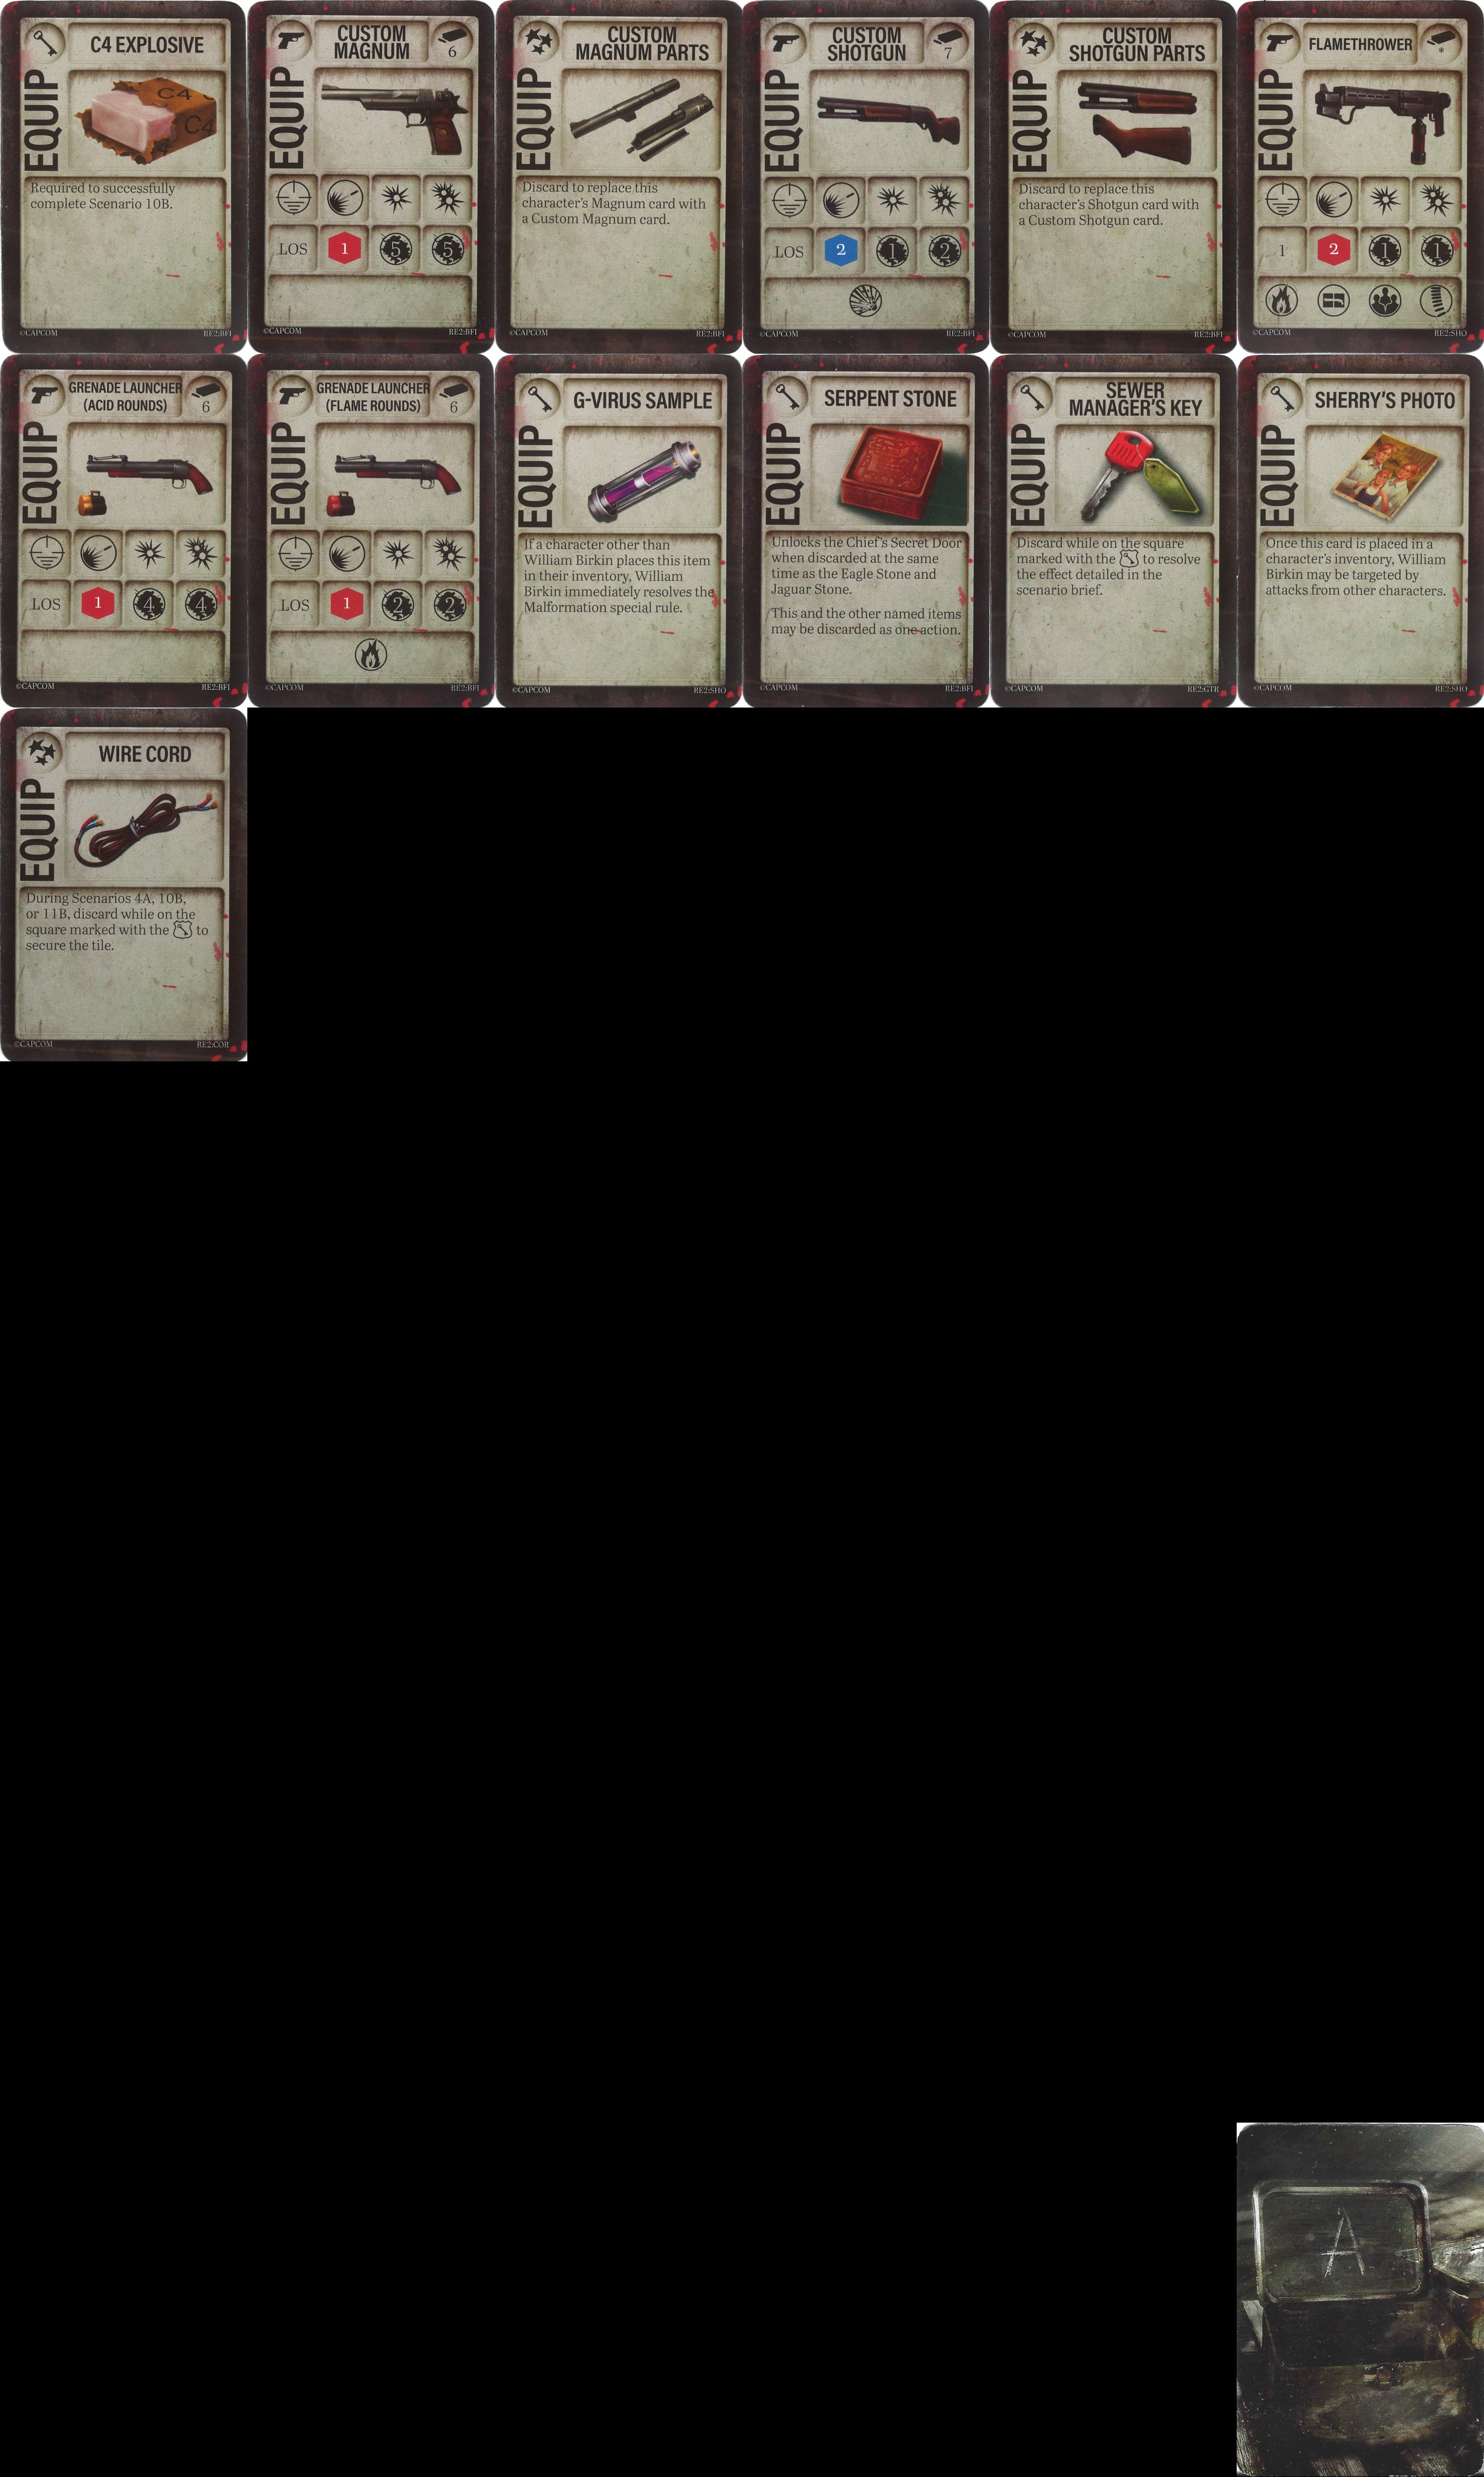 C4 EXPLOSIVE
EQUIP
C4
C4
Required to successfully
complete Scenario 10B.
©CAPCOM
RE2:BFI
CUSTOM
MAGNUM
6
EQUIP
LOS
1
5
5
©CAPCOM
RE2:BFI
CUSTOM
MAGNUM PARTS
EQUIP
Discard to replace this
character's Magnum card with
a Custom Magnum card.
©CAPCOM
RE2:BFI
CUSTOM
SHOTGUN
7
EQUIP
LOS
2
1
2
©CAPCOM
RE2:BFI
CUSTOM
SHOTGUN PARTS
EQUIP
Discard to replace this
character's Shotgun card with
a Custom Shotgun card.
©CAPCOM
RE2:BFI
FLAMETHROWER
*
EQUIP
1
2
1
1
©CAPCOM
RE2:SHO
GRENADE LAUNCHER
(ACID ROUNDS)
6
EQUIP
LOS
1
4
4
©CAPCOM
RE2:BFI
GRENADE LAUNCHER
(FLAME ROUNDS)
6
EQUIP
LOS
1
2
2
©CAPCOM
RE2:BFI
G-VIRUS SAMPLE
EQUIP
If a character other than
William Birkin places this item
in their inventory, William
Birkin immediately resolves the
Malformation special rule.
©CAPCOM
RE2:SHO
SERPENT STONE
EQUIP
Unlocks the Chief's Secret Door
when discarded at the same
time as the Eagle Stone and
Jaguar Stone.
This and the other named items
may be discarded as one action.
©CAPCOM
RE2:BFI
SEWER
MANAGER'S KEY
EQUIP
Discard while on the square
marked with the to resolve
the effect detailed in the
scenario brief.
©CAPCOM
RE2:GTR
SHERRY'S PHOTO
EQUIP
Once this card is placed in a
character's inventory, William
Birkin may be targeted by
attacks from other characters.
©CAPCOM
RE2:SHO
WIRE CORD
EQUIP
During Scenarios 4A, 10B,
or 11B, discard while on the
square marked with the to
secure the tile.
©CAPCOM
RE2:COR
A